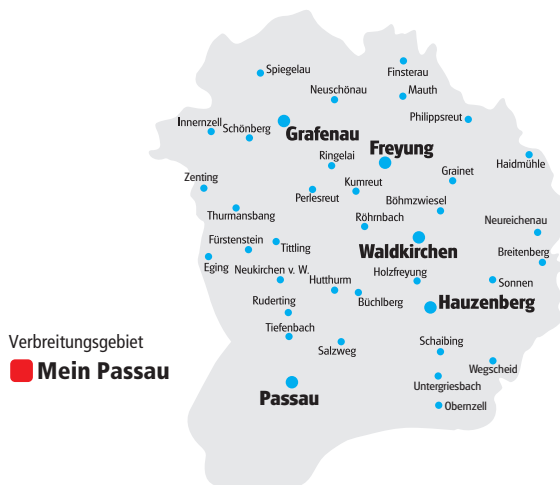 Spiegelau
Finsterau
Neuschönau
Mauth
Innernzell
Schönberg
Grafenau
Philippsreut
Freyung
Ringelai
Haidmühle
Grainet
Zenting
Kumreut
Perlesreut
Böhmzwiesel
Thurmansbang
Röhrnbach
Neureichenau
Fürstenstein
Tittling
Waldkirchen
Breitenberg
Eging
Neukirchen v. W.
Hutthurm
Holzfreyung
Sonnen
Büchlberg
Hauzenberg
Ruderting
Tiefenbach
Salzweg
Schaibing
Wegscheid
Verbreitungsgebiet
Mein Passau
Passau
Untergriesbach
Obernzell